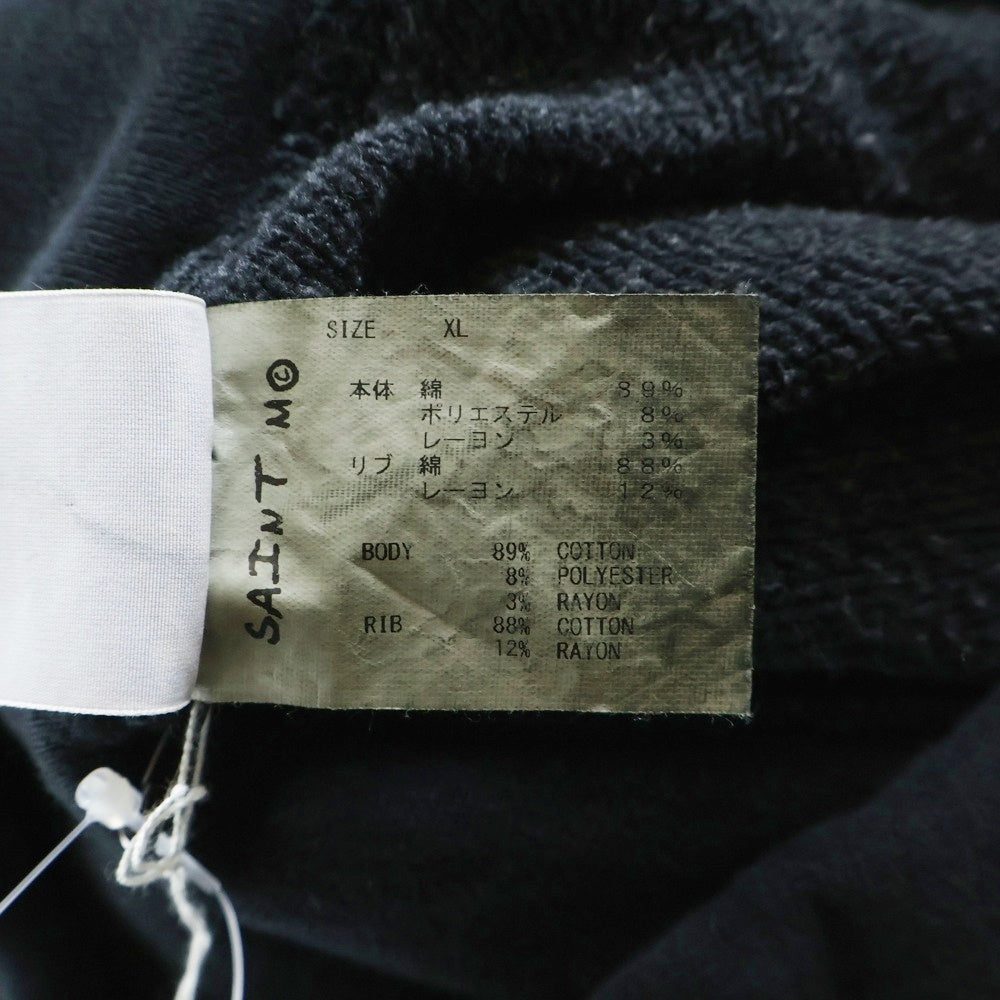 SIZE XL
本体 綿 89%
ポリエステル 8%
レーヨン 3%
リブ 綿 88%
レーヨン 12%
BODY 89% COTTON
8% POLYESTER
3% RAYON
RIB 88% COTTON
12% RAYON
SAINT M©